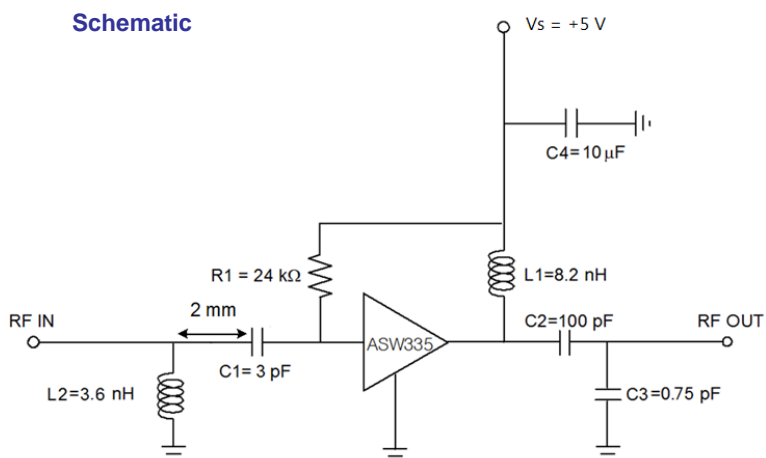 Schematic
Vs = +5 V
C4=10 µF
R1 = 24 kΩ
L1=8.2 nH
2 mm
RF IN
C2=100 pF
RF OUT
ASW335
C1= 3 pF
L2=3.6 nH
C3=0.75 pF